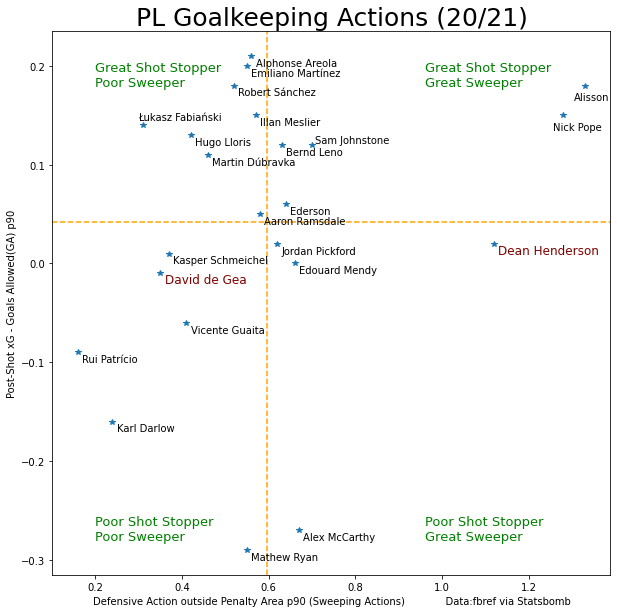 PL Goalkeeping Actions (20/21)
Great Shot Stopper
Poor Sweeper
Great Shot Stopper
Great Sweeper
Alphonse Areola
Emiliano Martínez
Robert Sánchez
Alisson
Łukasz Fabiański
Illan Meslier
Nick Pope
Hugo Lloris
Sam Johnstone
Bernd Leno
Martin Dúbravka
Ederson
Aaron Ramsdale
Jordan Pickford
Dean Henderson
Kasper Schmeichel
Edouard Mendy
David de Gea
Vicente Guaita
Rui Patrício
Karl Darlow
Poor Shot Stopper
Poor Sweeper
Poor Shot Stopper
Great Sweeper
Alex McCarthy
Mathew Ryan
0.2
0.1
0.0
−0.1
−0.2
−0.3
Post-Shot xG - Goals Allowed(GA) p90
0.2 0.4 0.6 0.8 1.0 1.2
Defensive Action outside Penalty Area p90 (Sweeping Actions)
Data:fbref via Statsbomb